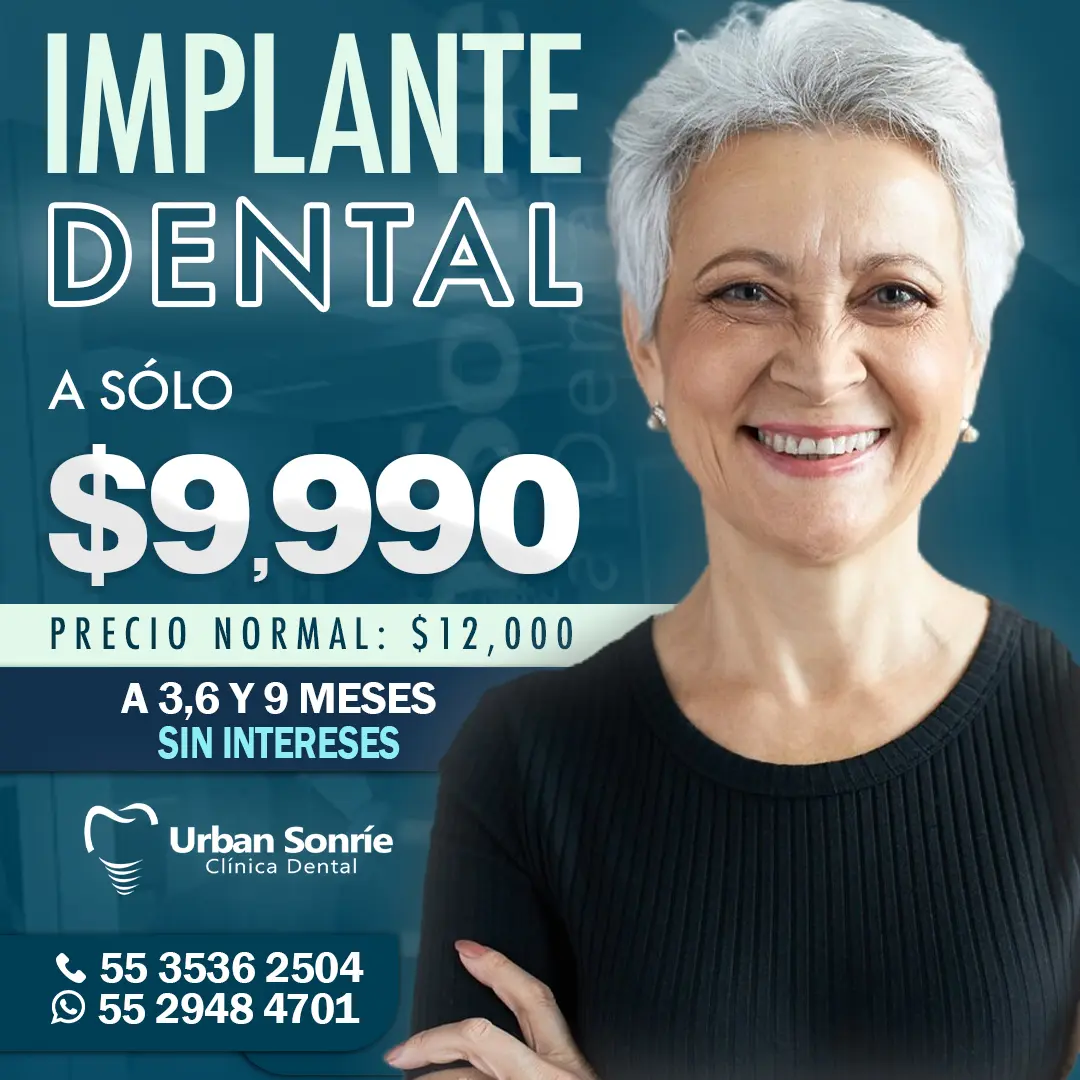 IMPLANTE
DENTAL
A SÓLO
$9,990
PRECIO NORMAL: $12,000
A 3,6 Y 9 MESES
SIN INTERESES
Urban Sonríe
Clínica Dental
55 3536 2504
55 2948 4701